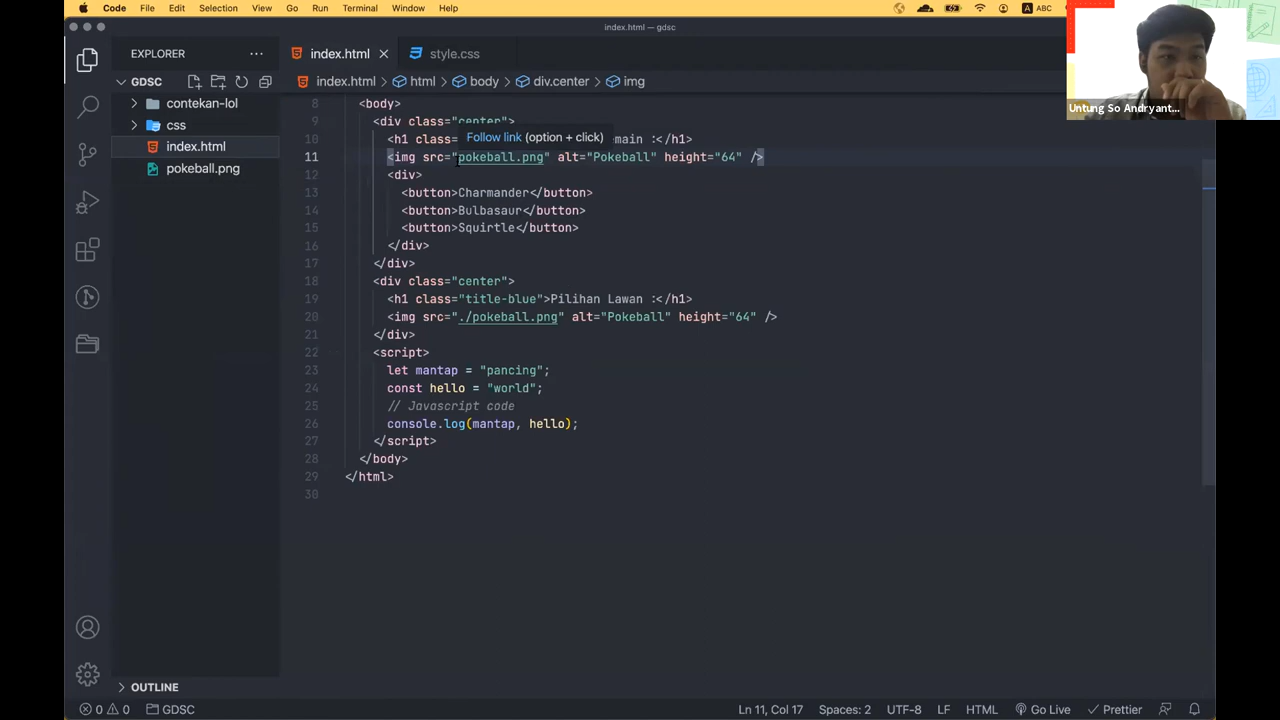 Code File Edit Selection View Go Run Terminal Window Help
ABC
index.html — gdsc
EXPLORER
index.html
style.css
GDSC
index.html > html > body > div.center > img
contekan-lol
css
index.html
pokeball.png
8 <body>
9 <div class="center">
Follow link (option + click)
10 <h1 class= main :</h1>
11 <img src="pokeball.png" alt="Pokeball" height="64" />
12 <div>
13 <button>Charmander</button>
14 <button>Bulbasaur</button>
15 <button>Squirtle</button>
16 </div>
17 </div>
18 <div class="center">
19 <h1 class="title-blue">Pilihan Lawan :</h1>
20 <img src="./pokeball.png" alt="Pokeball" height="64" />
21 </div>
22 <script>
23 let mantap = "pancing";
24 const hello = "world";
25 // Javascript code
26 console.log(mantap, hello);
27 </script>
28 </body>
29 </html>
30
Untung So Andryant...
OUTLINE
0 0 GDSC
Ln 11, Col 17 Spaces: 2 UTF-8 LF HTML Go Live Prettier